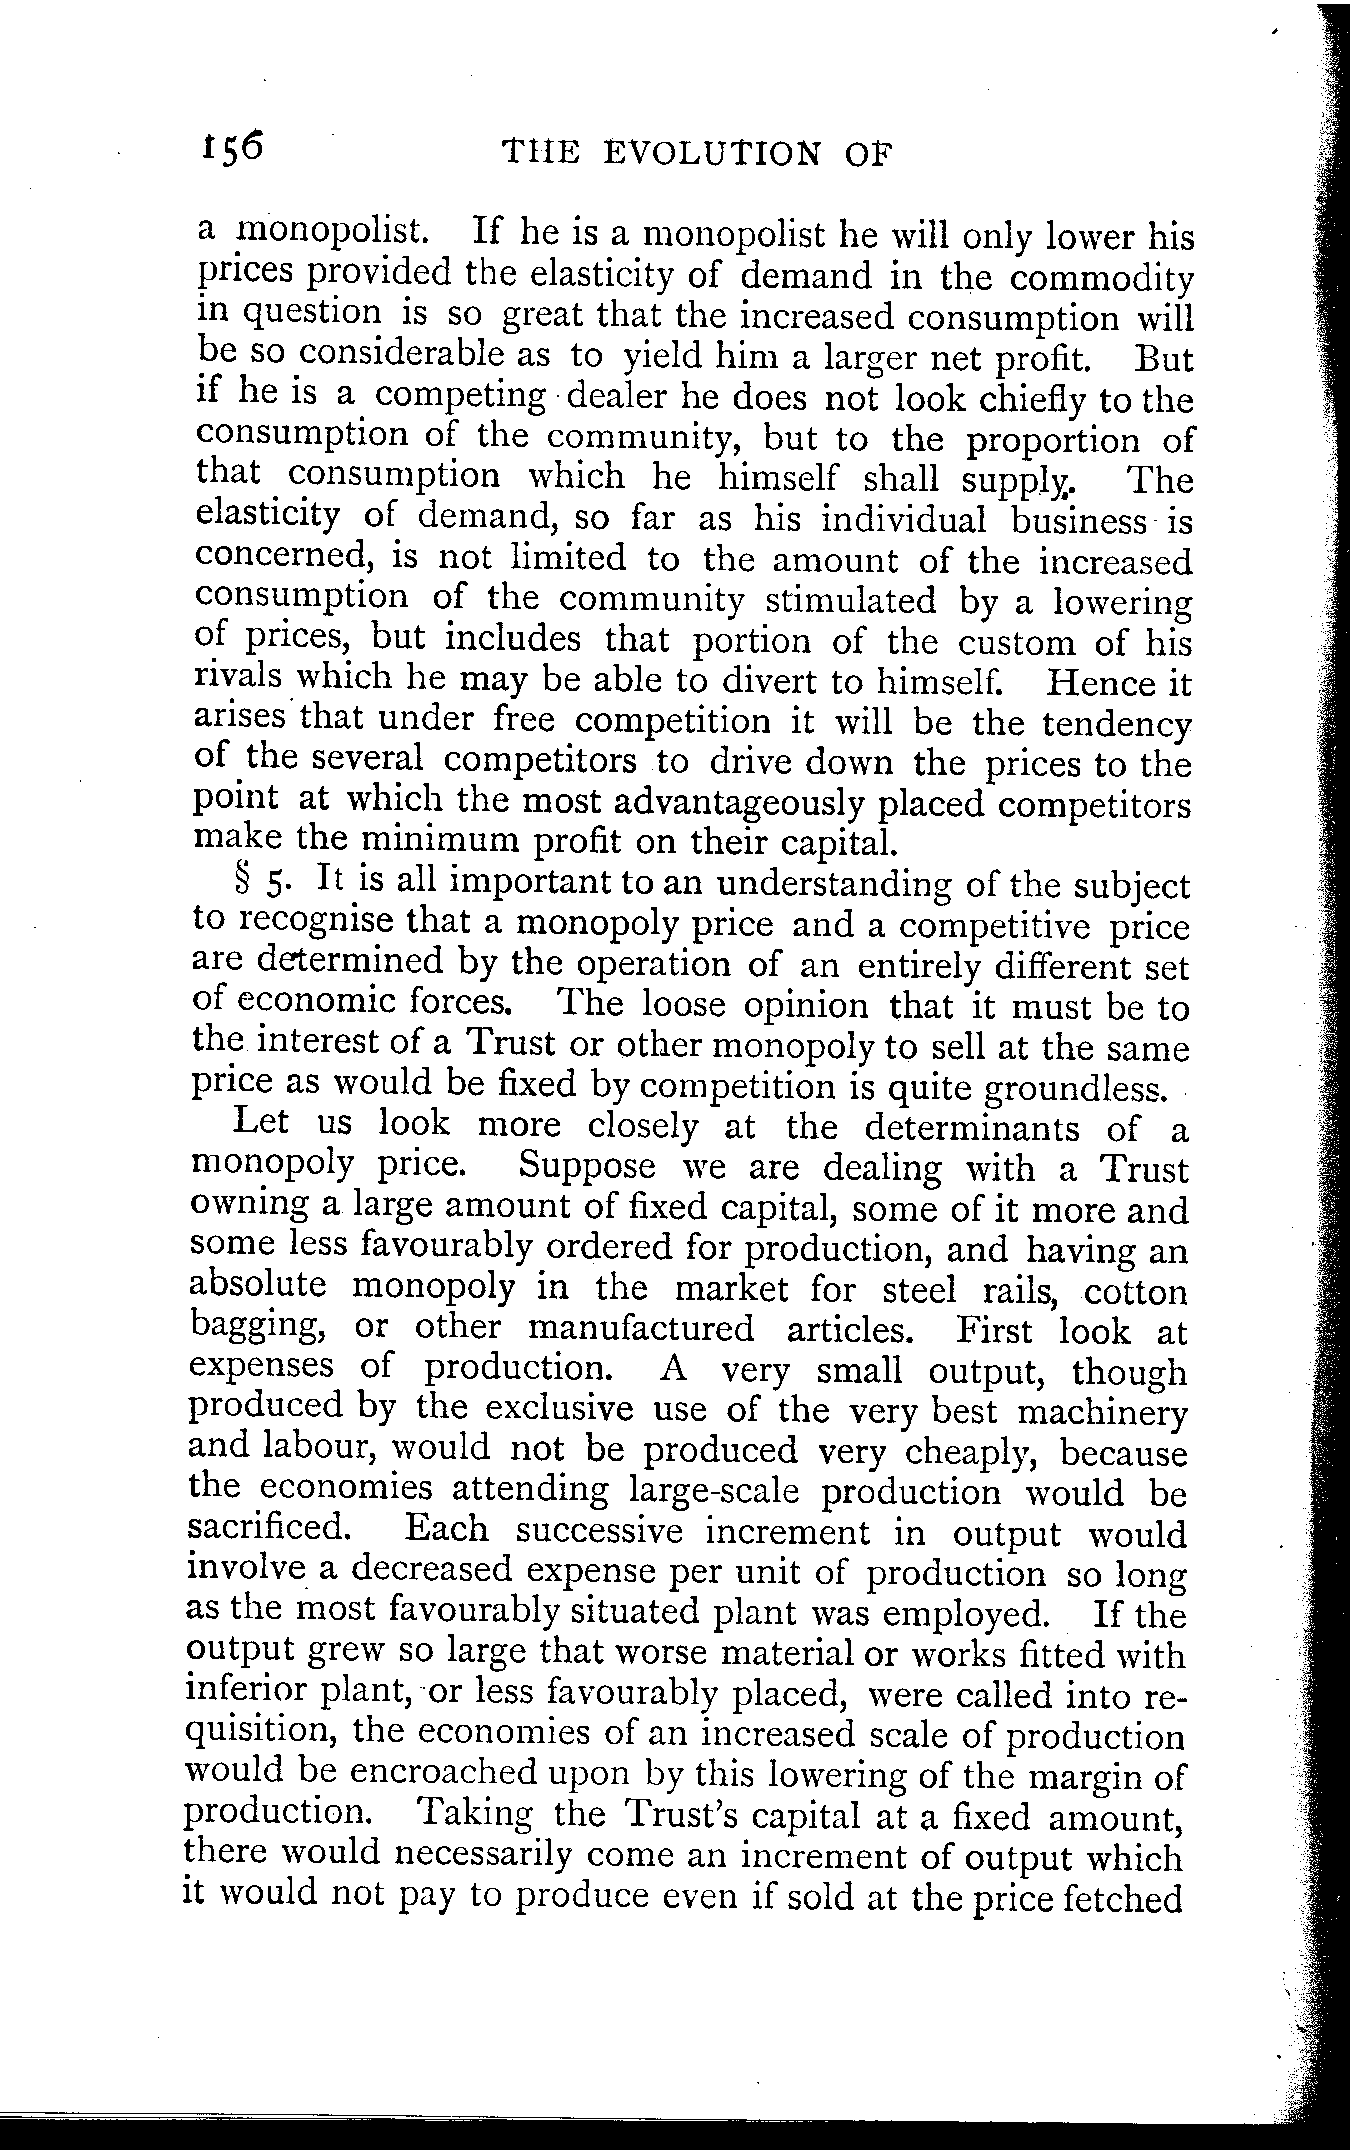 156 THE EVOLUTION OF
a monopolist. If he is a monopolist he will only lower his
prices provided the elasticity of demand in the commodity
in question is so great that the increased consumption will
be so considerable as to yield him a larger net profit. But
if he is a competing dealer he does not look chiefly to the
consumption of the community, but to the proportion of
that consumption which he himself shall supply. The
elasticity of demand, so far as his individual business is
concerned, is not limited to the amount of the increased
consumption of the community stimulated by a lowering
of prices, but includes that portion of the custom of his
rivals which he may be able to divert to himself. Hence it
arises that under free competition it will be the tendency
of the several competitors to drive down the prices to the
point at which the most advantageously placed competitors
make the minimum profit on their capital.
§ 5. It is all important to an understanding of the subject
to recognise that a monopoly price and a competitive price
are determined by the operation of an entirely different set
of economic forces. The loose opinion that it must be to
the interest of a Trust or other monopoly to sell at the same
price as would be fixed by competition is quite groundless.
Let us look more closely at the determinants of a
monopoly price. Suppose we are dealing with a Trust
owning a large amount of fixed capital, some of it more and
some less favourably ordered for production, and having an
absolute monopoly in the market for steel rails, cotton
bagging, or other manufactured articles. First look at
expenses of production. A very small output, though
produced by the exclusive use of the very best machinery
and labour, would not be produced very cheaply, because
the economies attending large-scale production would be
sacrificed. Each successive increment in output would
involve a decreased expense per unit of production so long
as the most favourably situated plant was employed. If the
output grew so large that worse material or works fitted with
inferior plant, or less favourably placed, were called into re-
quisition, the economies of an increased scale of production
would be encroached upon by this lowering of the margin of
production. Taking the Trust's capital at a fixed amount,
there would necessarily come an increment of output which
it would not pay to produce even if sold at the price fetched